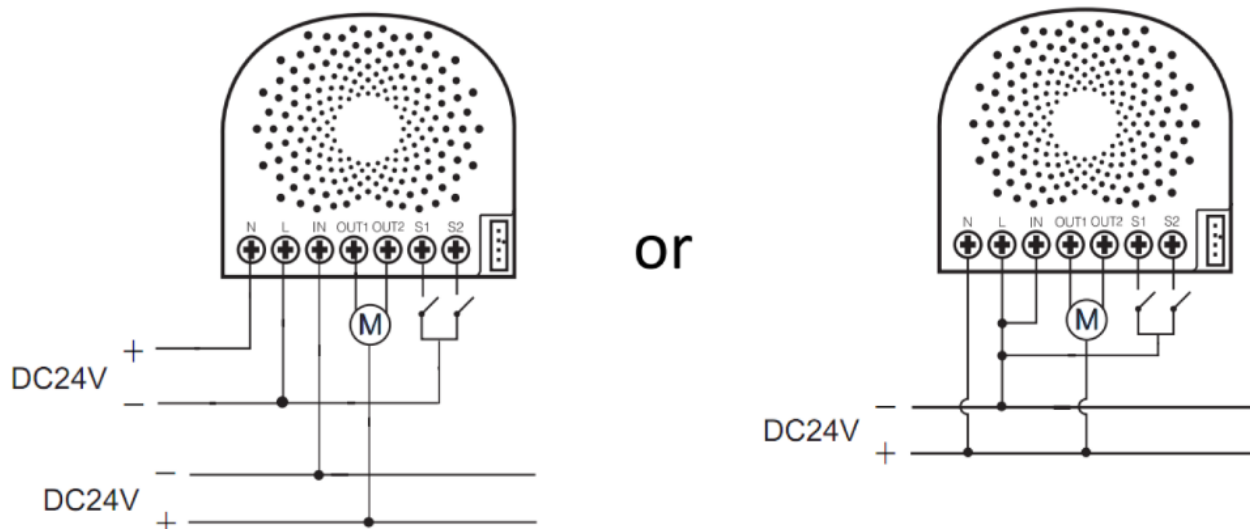 N L IN OUT1 OUT2 S1 S2
M
+
DC24V
−
−
DC24V
+
or
N L IN OUT1 OUT2 S1 S2
M
−
DC24V
+